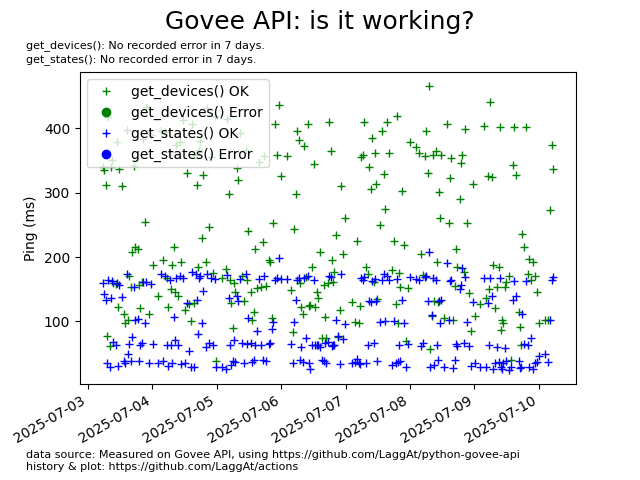 Govee API: is it working?
get_devices(): No recorded error in 7 days.
get_states(): No recorded error in 7 days.
get_devices() OK
get_devices() Error
get_states() OK
get_states() Error
Ping (ms)
400
300
200
100
2025-07-03
2025-07-04
2025-07-05
2025-07-06
2025-07-07
2025-07-08
2025-07-09
2025-07-10
data source: Measured on Govee API, using https://github.com/LaggAt/python-govee-api
history & plot: https://github.com/LaggAt/actions